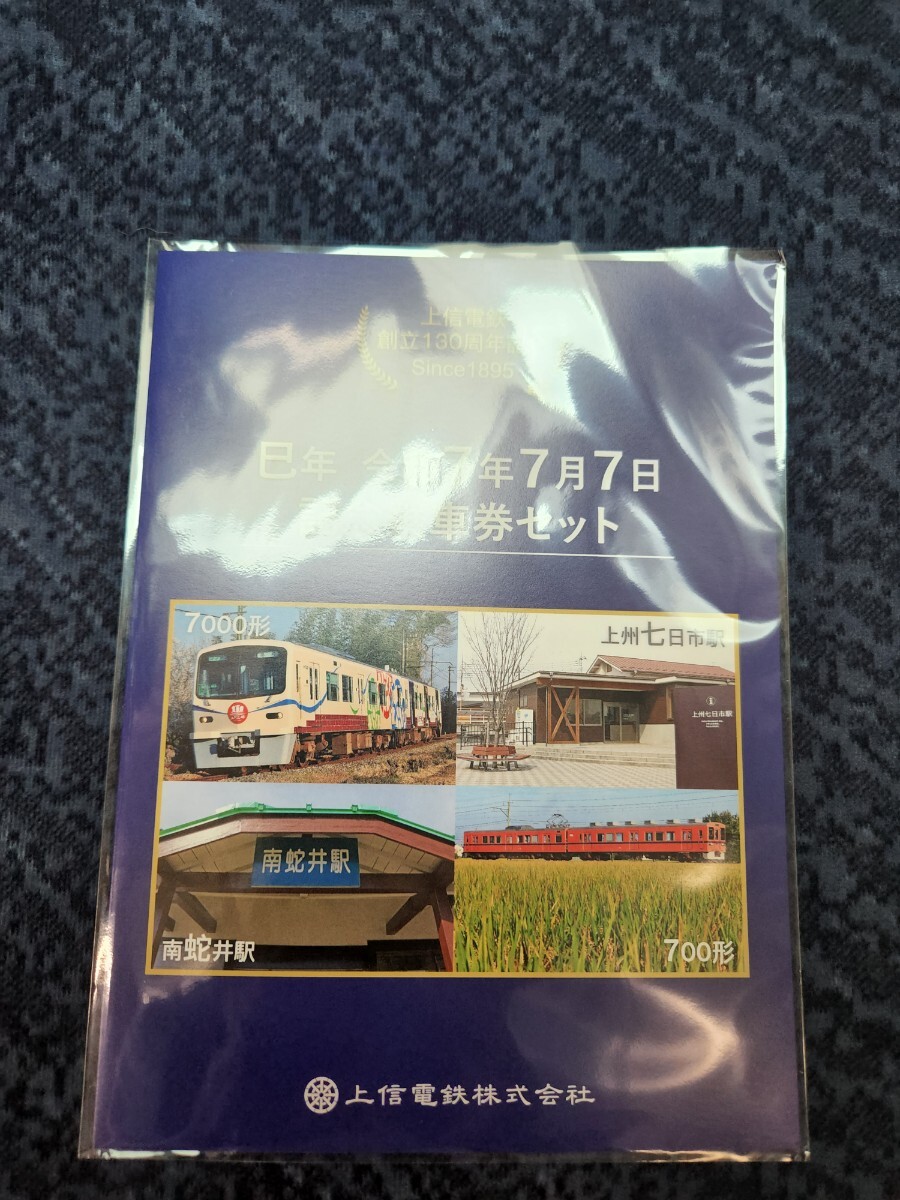 上信電鉄
創立130周年
Since1895
巳年 令和7年7月7日
車券セット
7000形
上州七日市駅
上州七日市駅
南蛇井駅
南蛇井駅
700形
上信電鉄株式会社